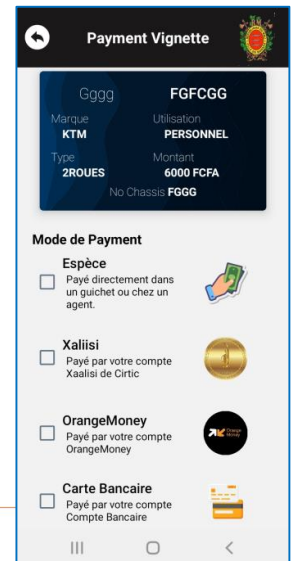 Payment Vignette
Gggg FGFCGG
Marque Utilisation
KTM PERSONNEL
Type Montant
2ROUES 6000 FCFA
No Chassis FGGG
Mode de Payment
Espèce
Payé directement dans
un guichet ou chez un
agent.
Xaliisi
Payé par votre compte
Xaalisi de Cirtic
OrangeMoney
Payé par votre compte
OrangeMoney
Orange
Money
Carte Bancaire
Payé par votre compte
Compte Bancaire